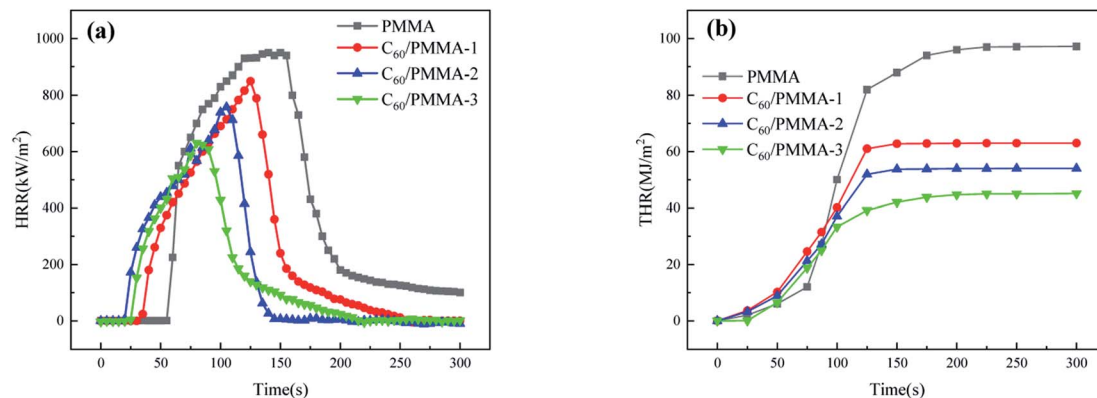 (a)
PMMA
C₆₀/PMMA-1
C₆₀/PMMA-2
C₆₀/PMMA-3
HRR(kW/m²)
1000
800
600
400
200
0
0 50 100 150 200 250 300
Time(s)
(b)
PMMA
C₆₀/PMMA-1
C₆₀/PMMA-2
C₆₀/PMMA-3
THR(MJ/m²)
100
80
60
40
20
0
0 50 100 150 200 250 300
Time(s)